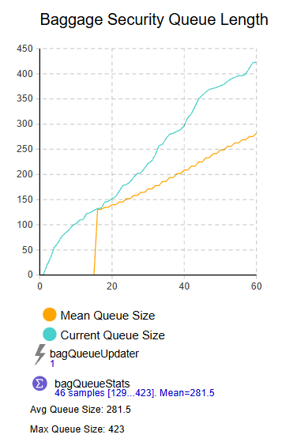 Baggage Security Queue Length
450
400
350
300
250
200
150
100
50
0
0 20 40 60
Mean Queue Size
Current Queue Size
bagQueueUpdater
1
Σ bagQueueStats
46 samples [129...423]. Mean=281.5
Avg Queue Size: 281.5
Max Queue Size: 423